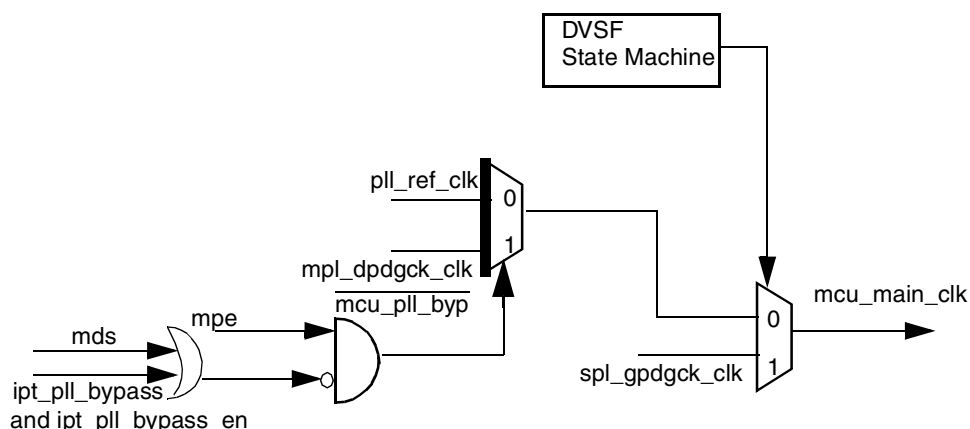 DVSF
State Machine
pll_ref_clk
0
1
mpl_dpdgck_clk
mcu_pll_byp
mcu_main_clk
0
mds
mpe
1
spl_gpdgck_clk
ipt_pll_bypass
and ipt_pll_bypass_en